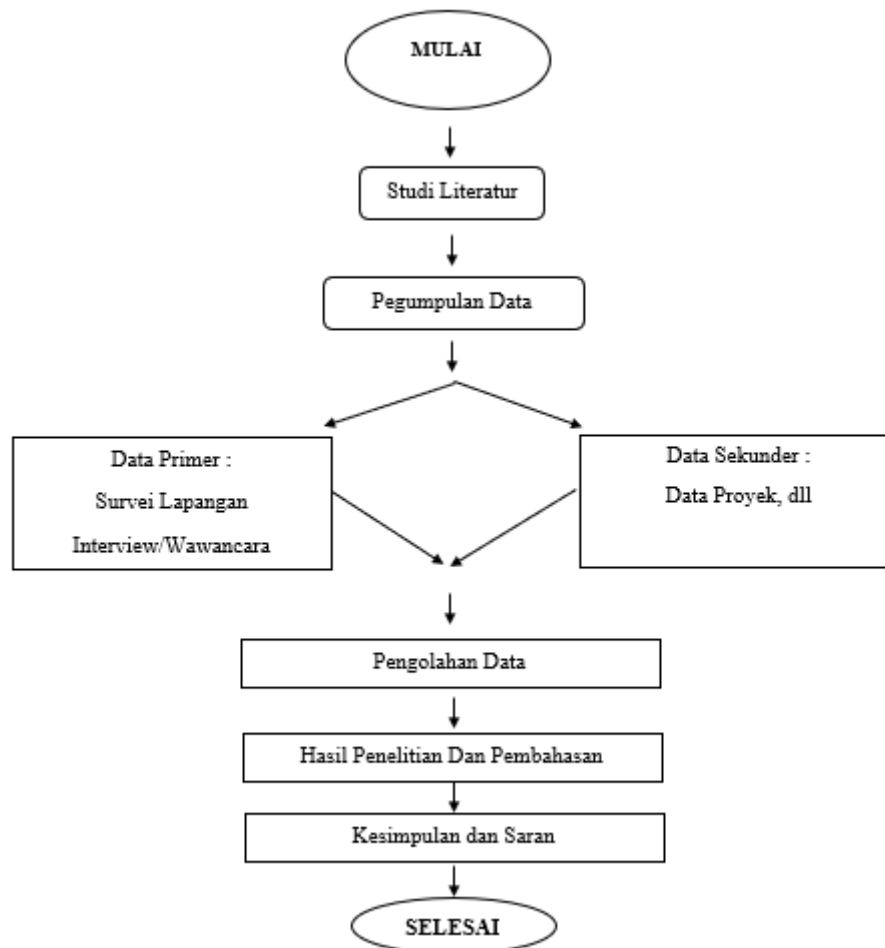 MULAI
Studi Literatur
Pegumpulan Data
Data Primer :
Survei Lapangan
Interview/Wawancara
Data Sekunder :
Data Proyek, dll
Pengolahan Data
Hasil Penelitian Dan Pembahasan
Kesimpulan dan Saran
SELESAI